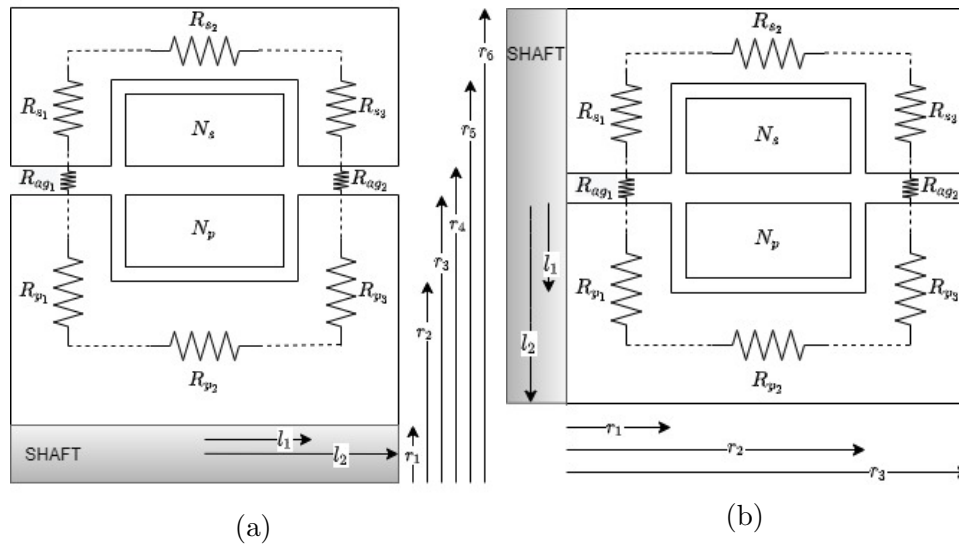 R_{s_2}
R_{s_1}
R_{s_3}
N_s
R_{ag_1}
R_{ag_2}
N_p
R_{p_1}
R_{p_3}
R_{p_2}
SHAFT
l_1
l_2
r_1
r_2
r_3
r_4
r_5
r_6
(a)
SHAFT
R_{s_2}
R_{s_1}
R_{s_3}
N_s
R_{ag_1}
R_{ag_2}
N_p
l_1
R_{p_1}
R_{p_3}
l_2
R_{p_2}
r_1
r_2
r_3
(b)